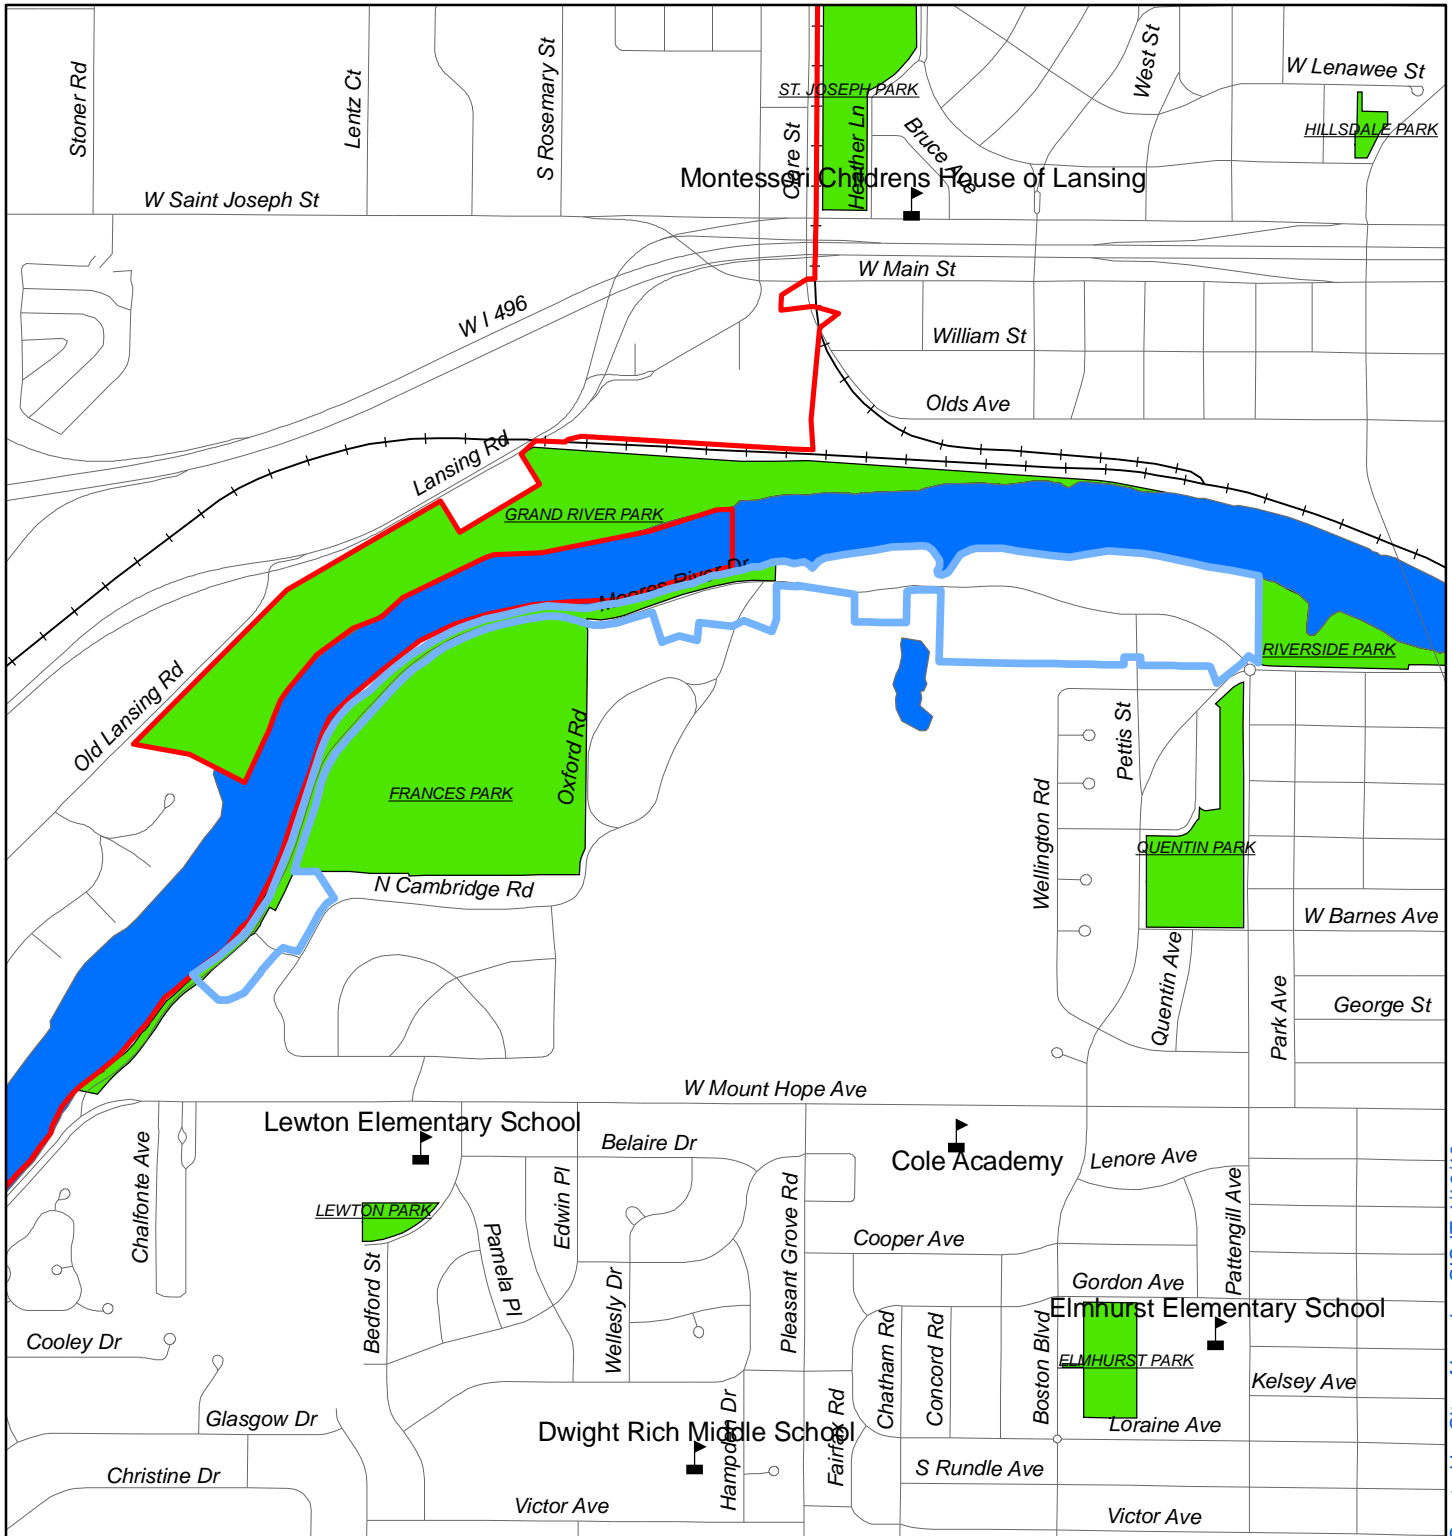 West St
W Lenawee St
Stoner Rd
Lentz Ct
S Rosemary St
ST. JOSEPH PARK
HILLSDALE PARK
Clare St
Heather Ln
Bruce Ave
Montessori Childrens House of Lansing
W Saint Joseph St
W Main St
W I 496
William St
Olds Ave
Lansing Rd
GRAND RIVER PARK
Moores River Dr
RIVERSIDE PARK
Old Lansing Rd
Oxford Rd
Pettis St
FRANCES PARK
Wellington Rd
QUENTIN PARK
N Cambridge Rd
W Barnes Ave
Quentin Ave
Park Ave
George St
W Mount Hope Ave
Lewton Elementary School
Belaire Dr
Cole Academy
Lenore Ave
Chalfonte Ave
Edwin Pl
Pleasant Grove Rd
Pattengill Ave
LEWTON PARK
Pamela Pl
Cooper Ave
Bedford St
Wellesly Dr
Gordon Ave
Elmhurst Elementary School
Cooley Dr
Chatham Rd
Concord Rd
Boston Blvd
ELMHURST PARK
Kelsey Ave
Glasgow Dr
Hampden Dr
Fairfax Rd
Loraine Ave
Dwight Rich Middle School
Christine Dr
S Rundle Ave
Victor Ave
Victor Ave